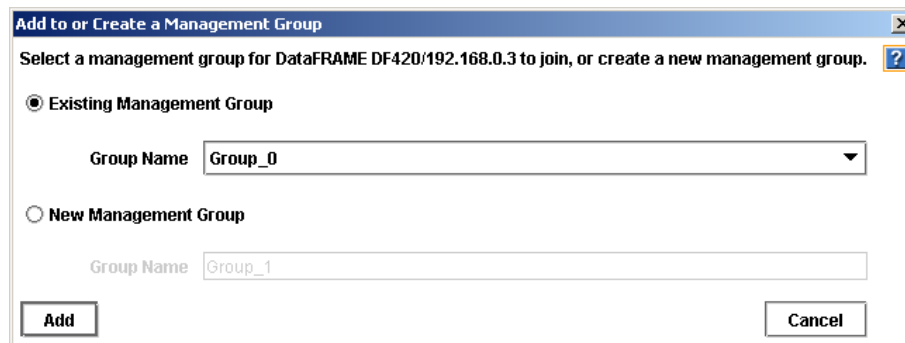 Add to or Create a Management Group
Select a management group for DataFRAME DF420/192.168.0.3 to join, or create a new management group.
Existing Management Group
Group Name Group_0
New Management Group
Group Name Group_1
Add Cancel